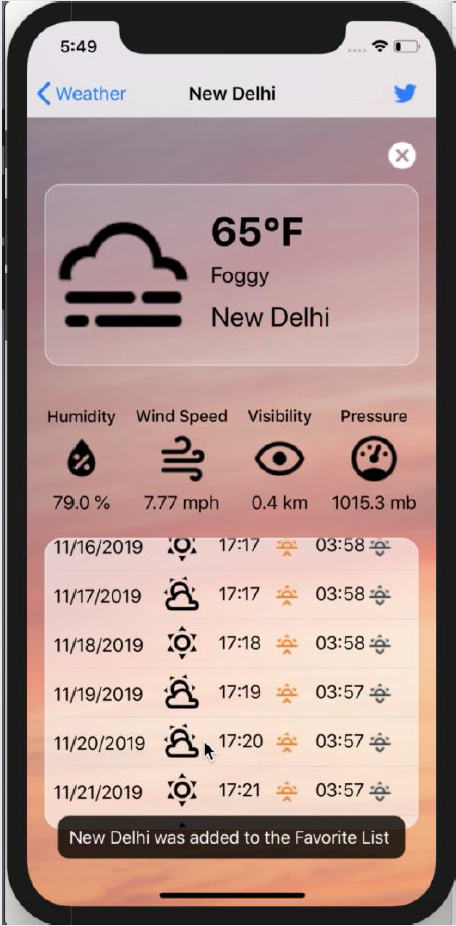 5:49
Weather New Delhi
65°F
Foggy
New Delhi
Humidity Wind Speed Visibility Pressure
79.0 % 7.77 mph 0.4 km 1015.3 mb
11/16/2019 17:17 03:58
11/17/2019 17:17 03:58
11/18/2019 17:18 03:58
11/19/2019 17:19 03:57
11/20/2019 17:20 03:57
11/21/2019 17:21 03:57
New Delhi was added to the Favorite List